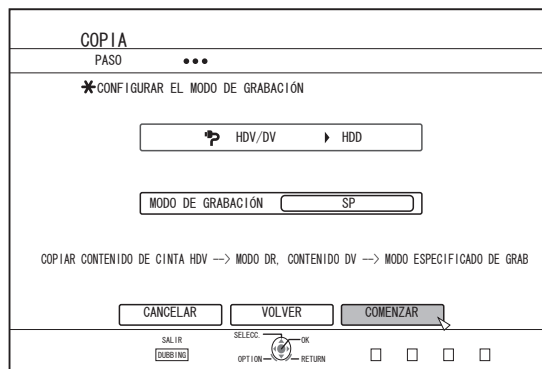 COPIA
PASO
CONFIGURAR EL MODO DE GRABACIÓN
HDV/DV HDD
MODO DE GRABACIÓN SP
COPIAR CONTENIDO DE CINTA HDV --> MODO DR, CONTENIDO DV --> MODO ESPECIFICADO DE GRAB
CANCELAR VOLVER COMENZAR
SALIR SELECC. OK
DUBBING OPTION RETURN